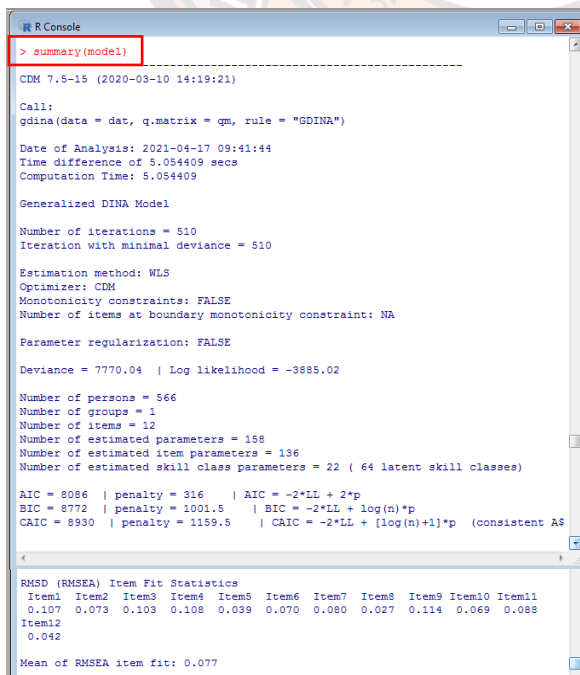 R Console
> summary(model)
------------------------------------------------------------
CDM 7.5-15 (2020-03-10 14:19:21)
Call:
gdina(data = dat, q.matrix = qm, rule = "GDINA")
Date of Analysis: 2021-04-17 09:41:44
Time difference of 5.054409 secs
Computation Time: 5.054409
Generalized DINA Model
Number of iterations = 510
Iteration with minimal deviance = 510
Estimation method: WLS
Optimizer: CDM
Monotonicity constraints: FALSE
Number of items at boundary monotonicity constraint: NA
Parameter regularization: FALSE
Deviance = 7770.04 | Log likelihood = -3885.02
Number of persons = 566
Number of groups = 1
Number of items = 12
Number of estimated parameters = 158
Number of estimated item parameters = 136
Number of estimated skill class parameters = 22 ( 64 latent skill classes)
AIC = 8086 | penalty = 316 | AIC = -2*LL + 2*p
BIC = 8772 | penalty = 1001.5 | BIC = -2*LL + log(n)*p
CAIC = 8930 | penalty = 1159.5 | CAIC = -2*LL + [log(n)+1]*p (consistent A$
RMSD (RMSEA) Item Fit Statistics
Item1 Item2 Item3 Item4 Item5 Item6 Item7 Item8 Item9 Item10 Item11
0.107 0.073 0.103 0.108 0.039 0.070 0.080 0.027 0.114 0.069 0.088
Item12
0.042
Mean of RMSEA item fit: 0.077